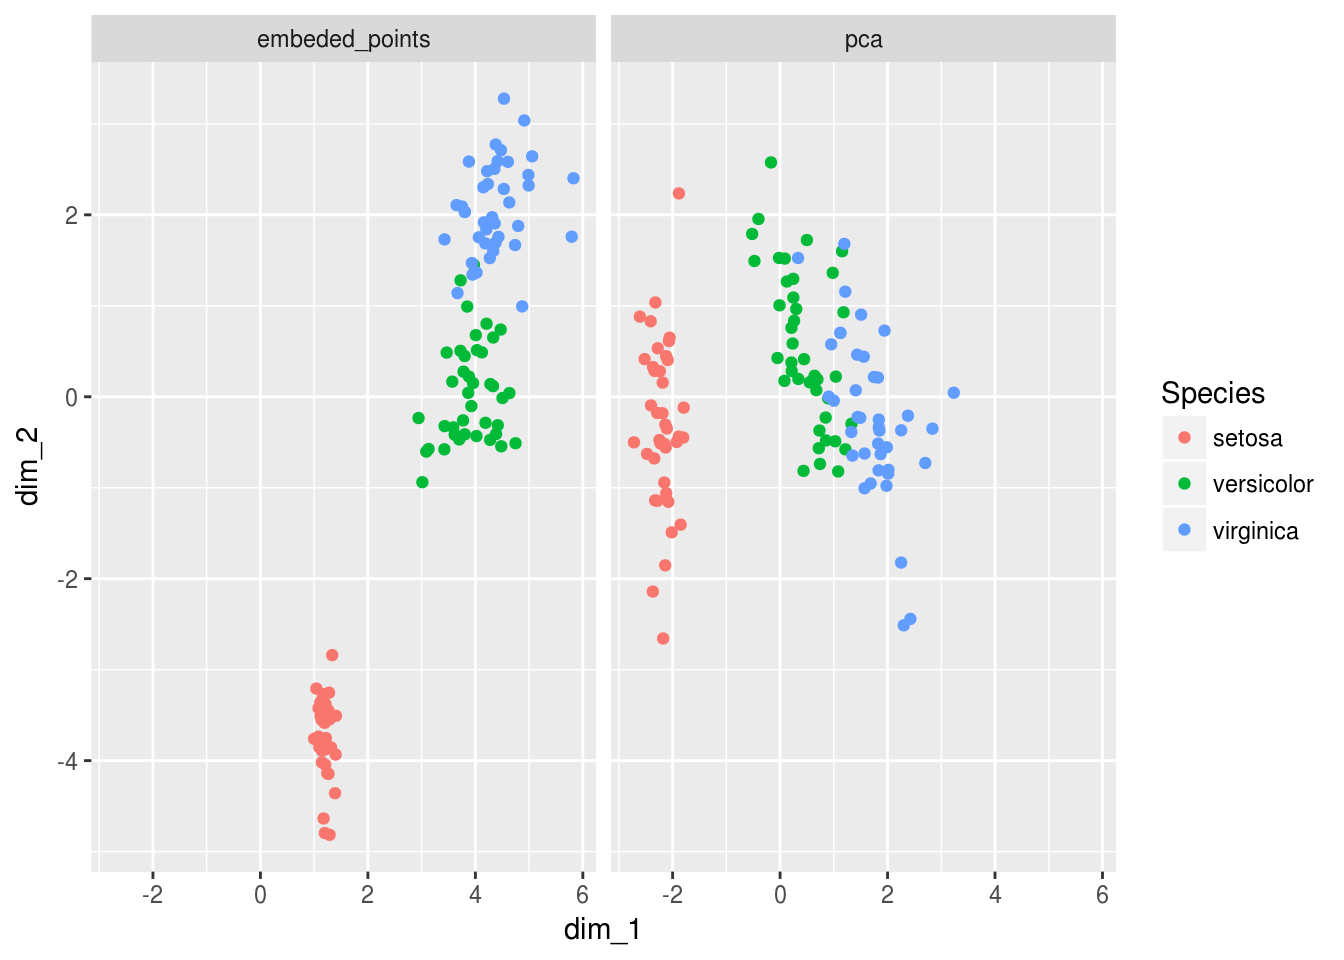 embeded_points pca
2
0
-2
-4
-2 0 2 4 6 -2 0 2 4 6
dim_1
dim_2
Species
setosa
versicolor
virginica